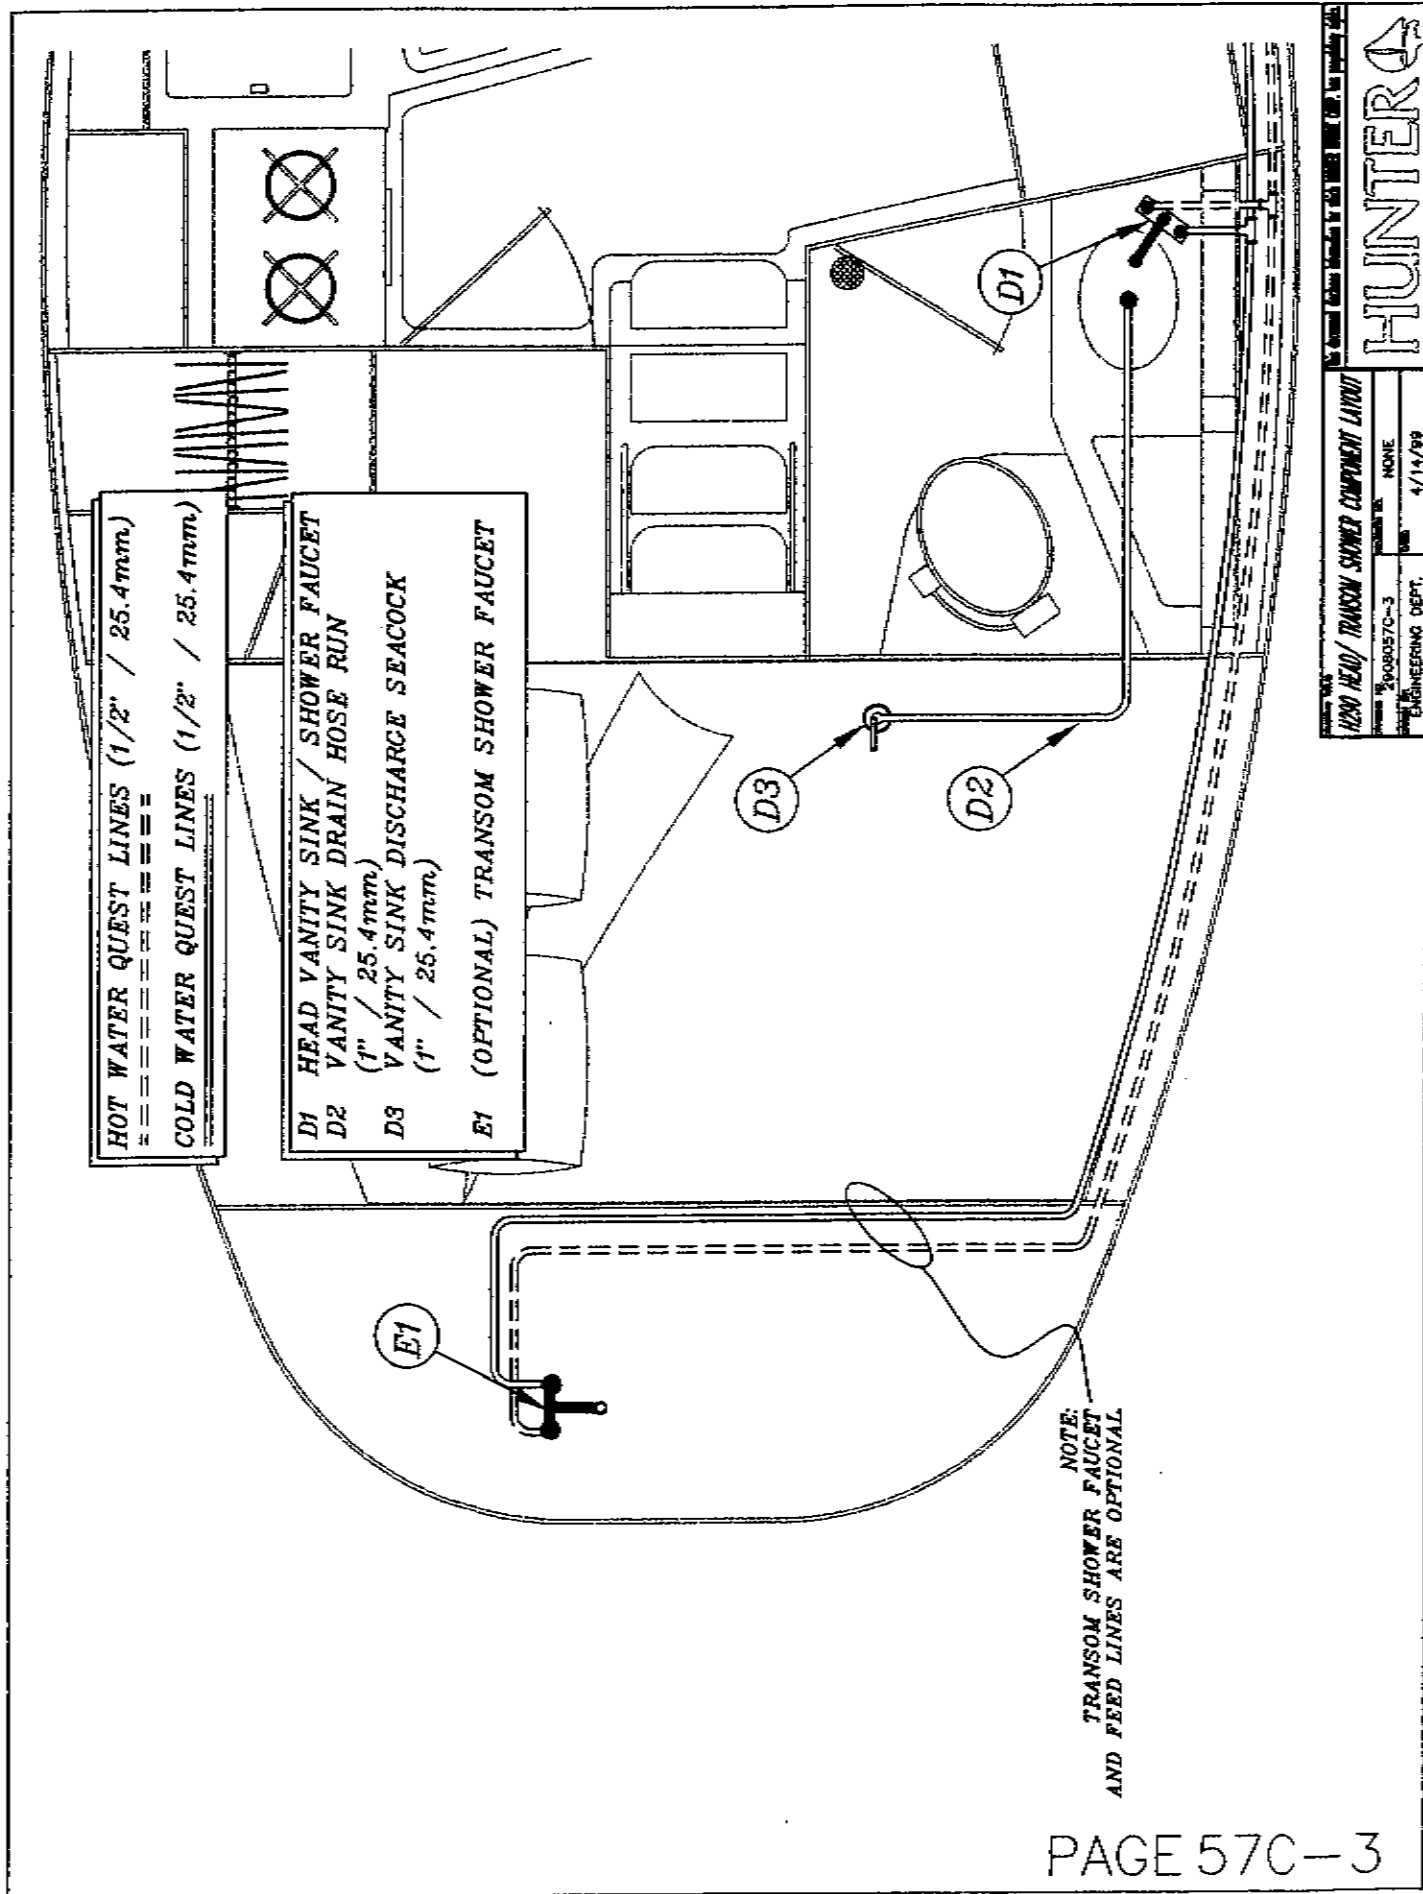 HOT WATER QUEST LINES (1/2" / 25.4mm)
COLD WATER QUEST LINES (1/2" / 25.4mm)
D1 HEAD VANITY SINK / SHOWER FAUCET
D2 VANITY SINK DRAIN HOSE RUN
(1" / 25.4mm)
D3 VANITY SINK DISCHARGE SEACOCK
(1" / 25.4mm)
E1 (OPTIONAL) TRANSOM SHOWER FAUCET
E1
D3
D2
D1
NOTE:
TRANSOM SHOWER FAUCET
AND FEED LINES ARE OPTIONAL
H290 HEAD/ TRANSOM SHOWER COMPONENT LAYOUT
290B057C-3
NONE
ENGINEERING DEPT.
4/14/99
HUNTER
PAGE 57C-3